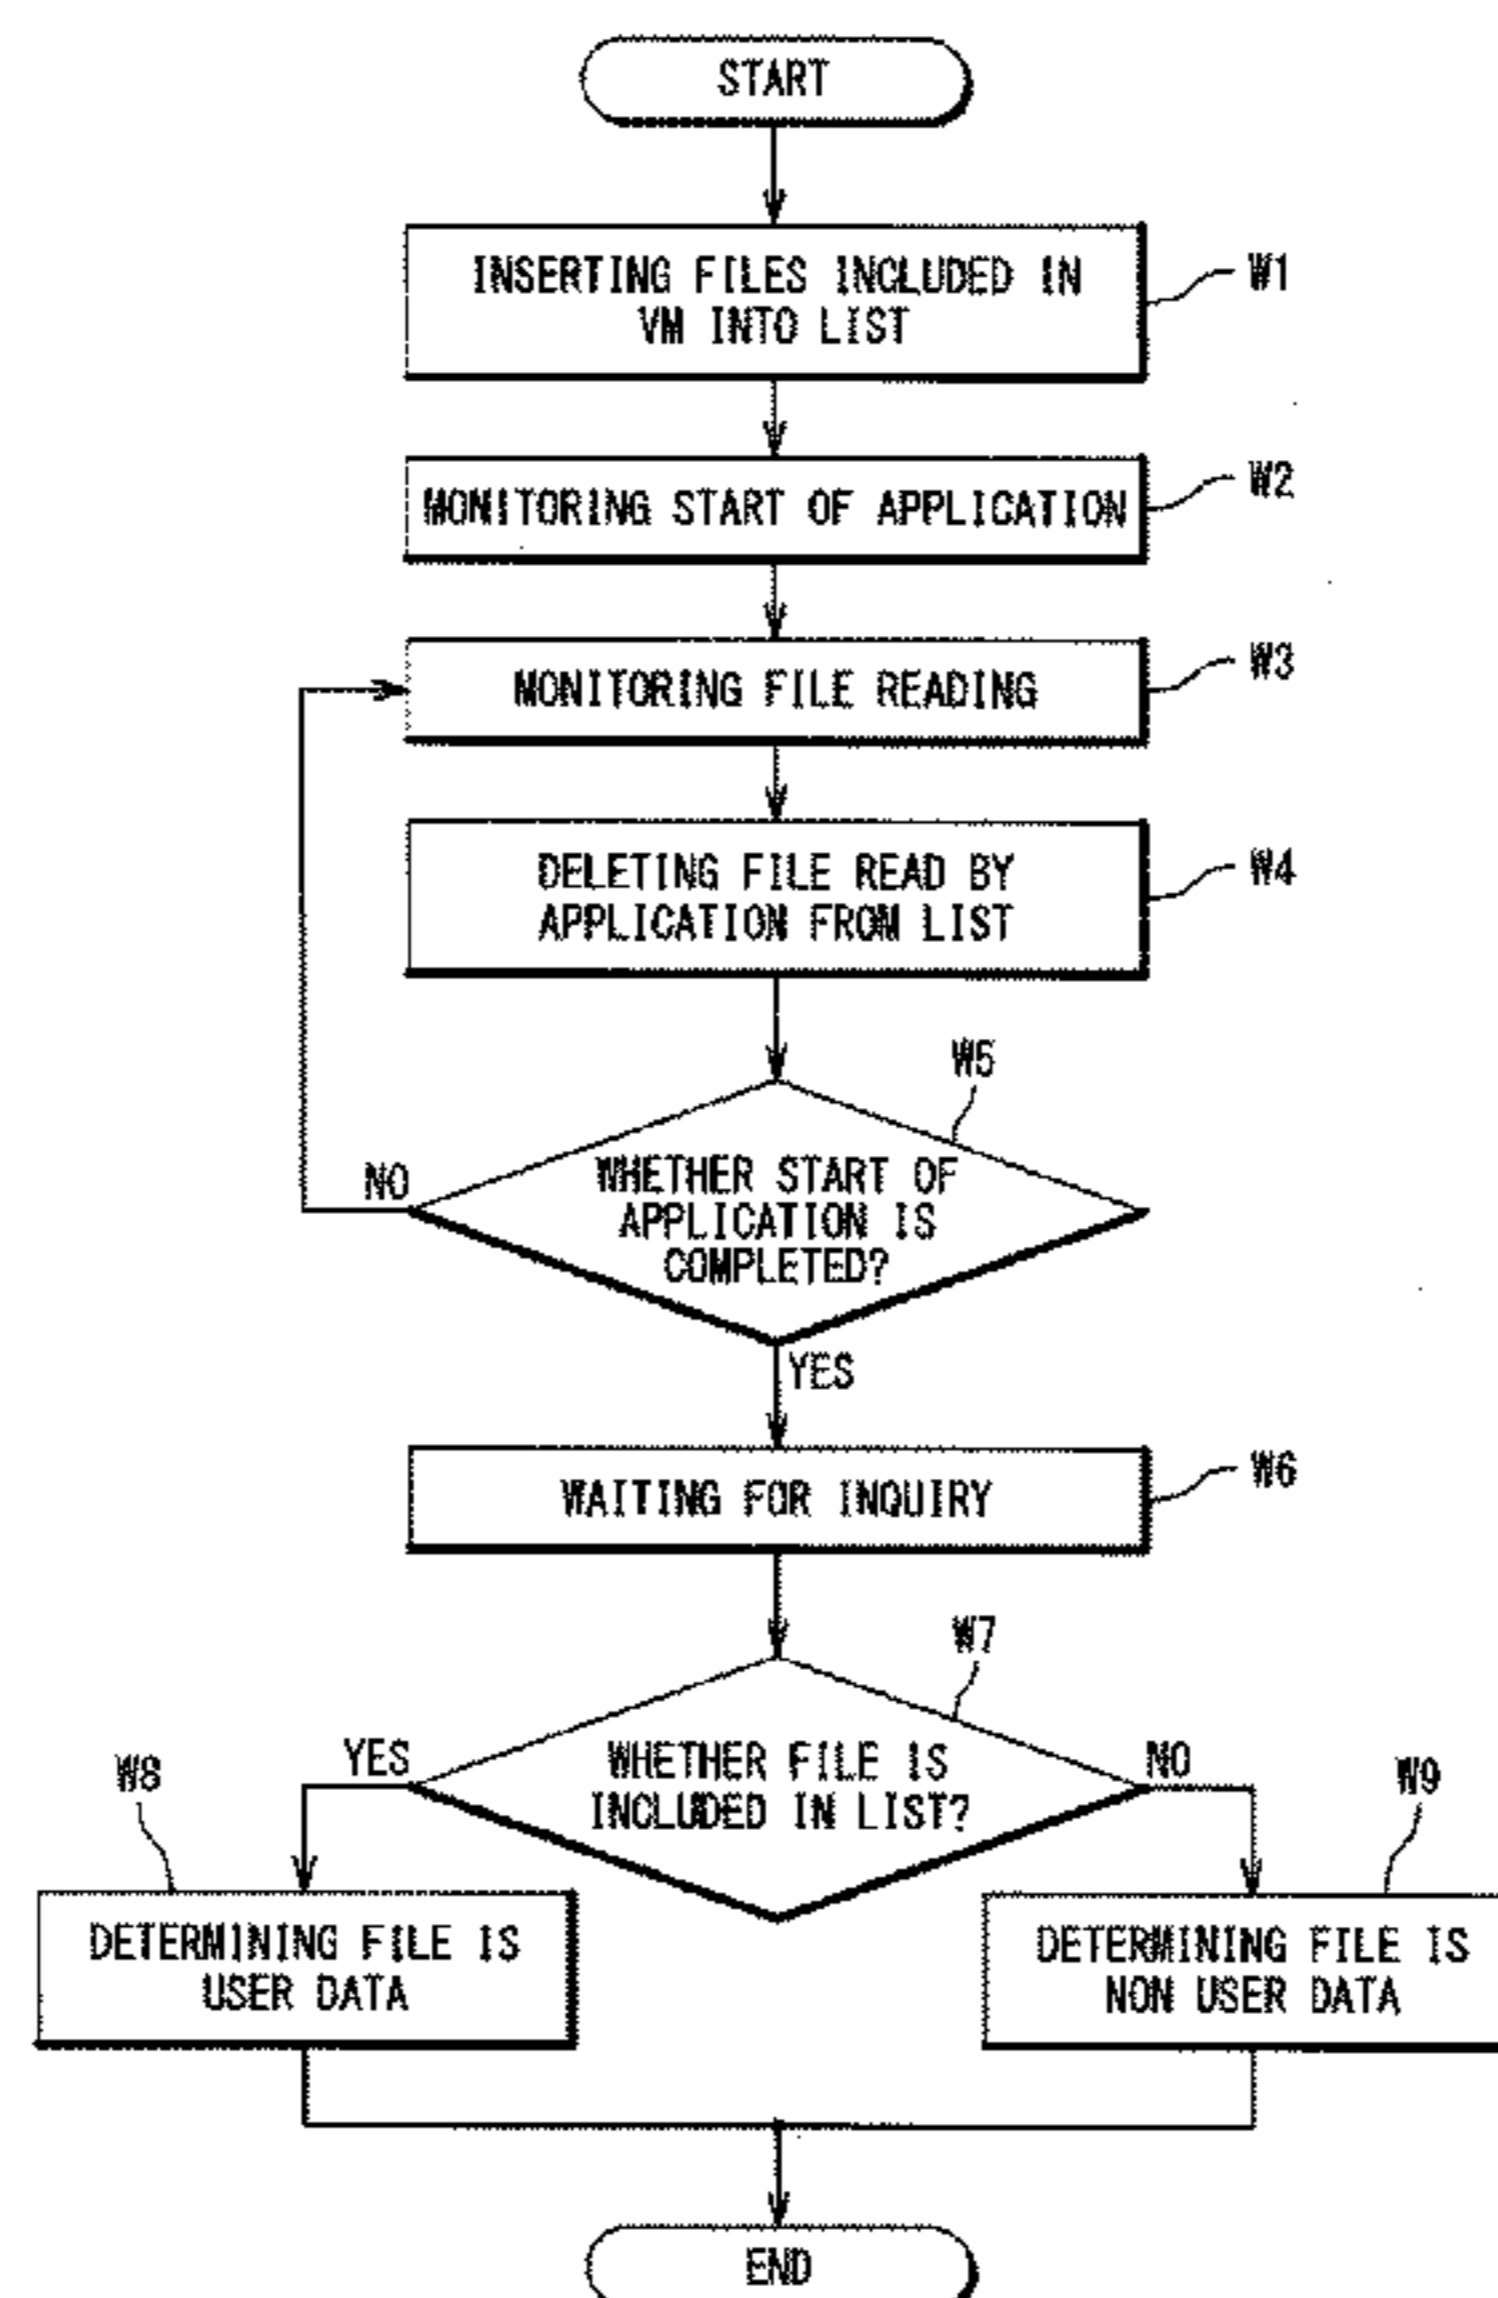 START
INSERTING FILES INCLUDED IN
VM INTO LIST
W1
MONITORING START OF APPLICATION
W2
MONITORING FILE READING
W3
DELETING FILE READ BY
APPLICATION FROM LIST
W4
W5
WHETHER START OF
APPLICATION IS
COMPLETED?
NO
YES
WAITING FOR INQUIRY
W6
W7
WHETHER FILE IS
INCLUDED IN LIST?
YES
NO
W8
DETERMINING FILE IS
USER DATA
W9
DETERMINING FILE IS
NON USER DATA
END